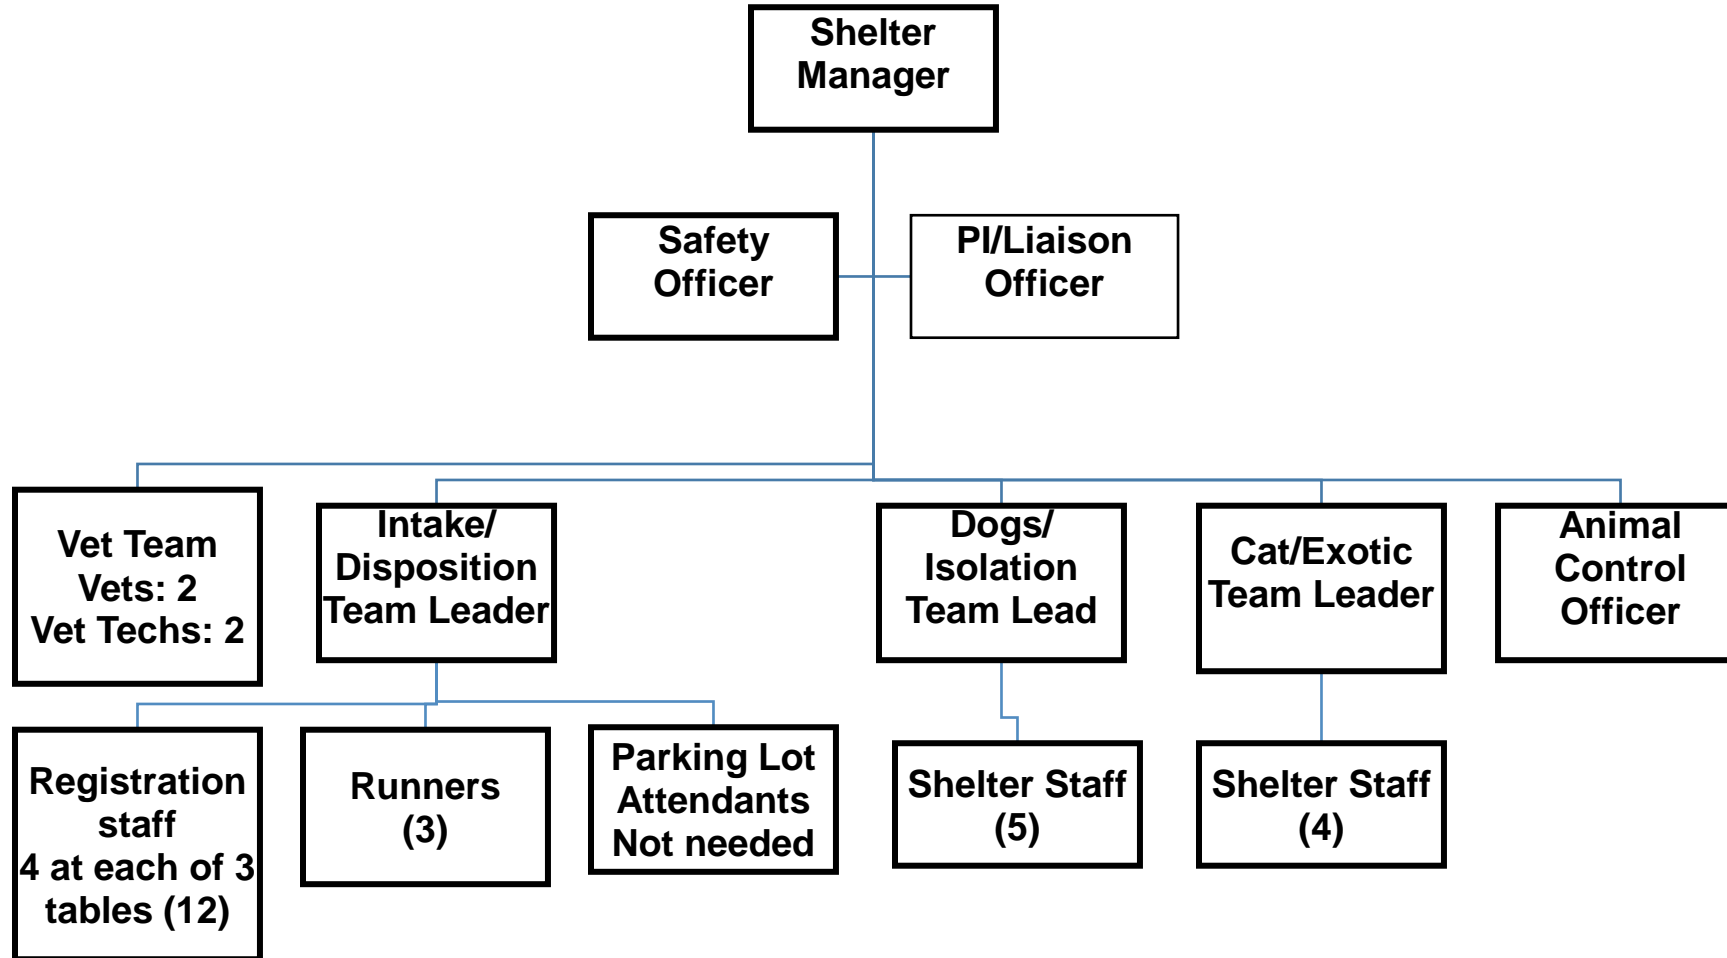 Shelter
Manager
Safety
Officer
PI/Liaison
Officer
Vet Team
Vets: 2
Vet Techs: 2
Intake/
Disposition
Team Leader
Dogs/
Isolation
Team Lead
Cat/Exotic
Team Leader
Animal
Control
Officer
Registration
staff
4 at each of 3
tables (12)
Runners
(3)
Parking Lot
Attendants
Not needed
Shelter Staff
(5)
Shelter Staff
(4)